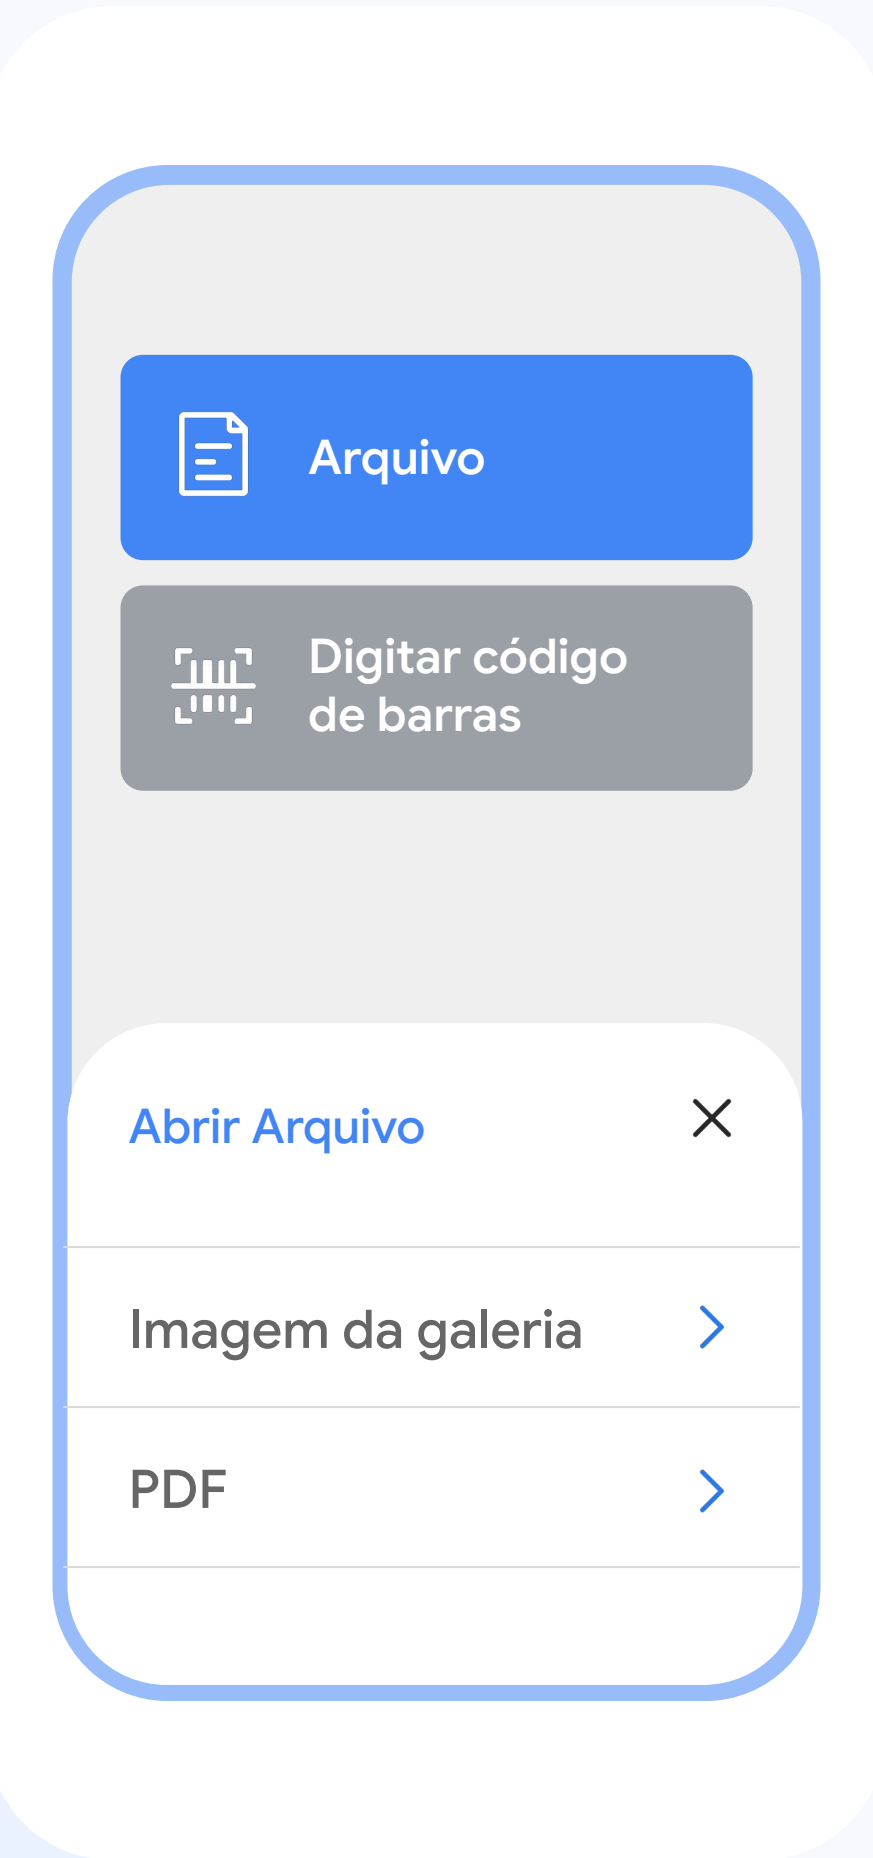 Arquivo
Digitar código
de barras
Abrir Arquivo
Imagem da galeria
PDF